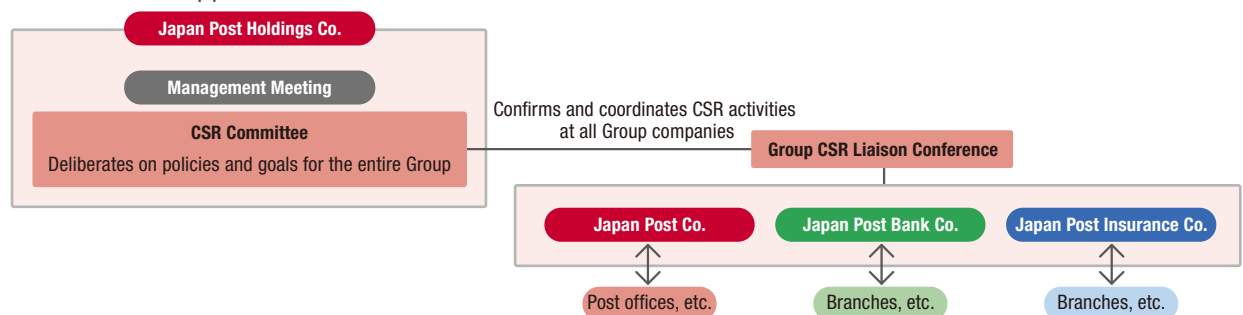 Japan Post Holdings Co.
Management Meeting
CSR Committee
Deliberates on policies and goals for the entire Group
Confirms and coordinates CSR activities
at all Group companies
Group CSR Liaison Conference
Japan Post Co.
Japan Post Bank Co.
Japan Post Insurance Co.
Post offices, etc.
Branches, etc.
Branches, etc.